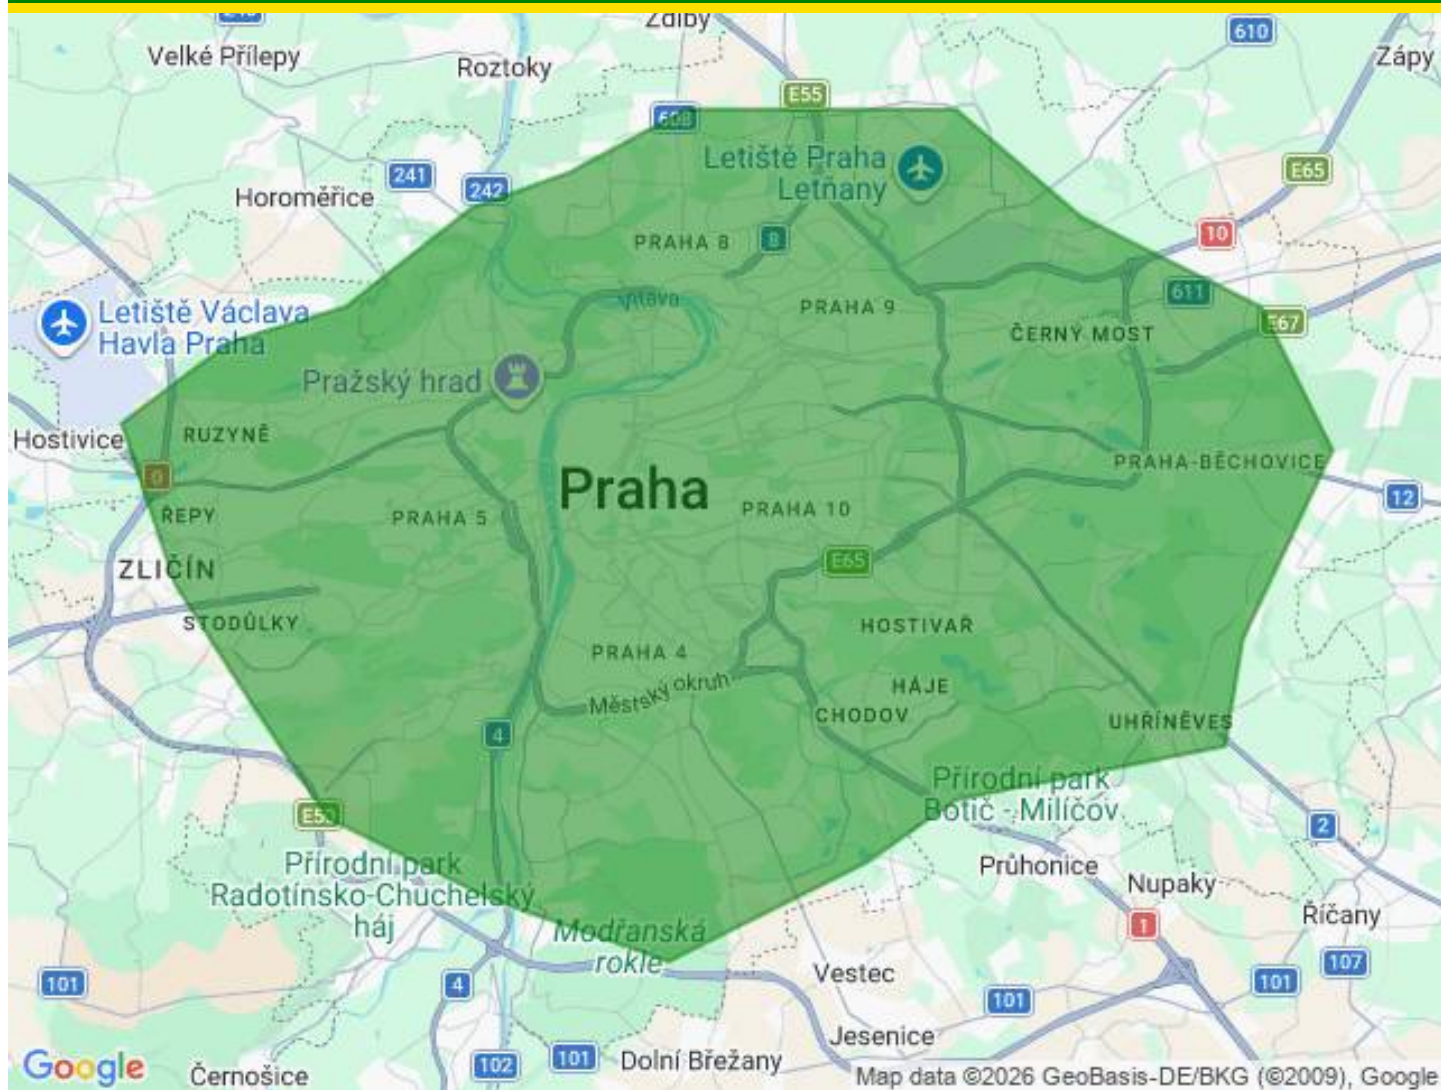 Zdiby
610
Velké Přílepy
Roztoky
Zápy
E55
608
Letiště Praha
Letňany
241
242
E65
Horoměřice
PRAHA 8
8
10
611
Vltava
PRAHA 9
E67
Letiště Václava
Havla Praha
ČERNÝ MOST
Pražský hrad
Hostivice
RUZYNĚ
PRAHA-BĚCHOVICE
0
Praha
12
ŘEPY
PRAHA 5
PRAHA 10
E65
ZLIČÍN
STODŮLKY
HOSTIVAŘ
PRAHA 4
Městský okruh
HÁJE
CHODOV
UHŘÍNĚVES
4
Přírodní park
Botič - Milíčov
2
Přírodní park
Radotínsko-Chuchelský
háj
Průhonice
Nupaky
Říčany
1
Modřanská
rokle
101
4
Vestec
101
101
107
Jesenice
Google
Černošice
102
101
Dolní Břežany
Map data ©2026 GeoBasis-DE/BKG (©2009), Google